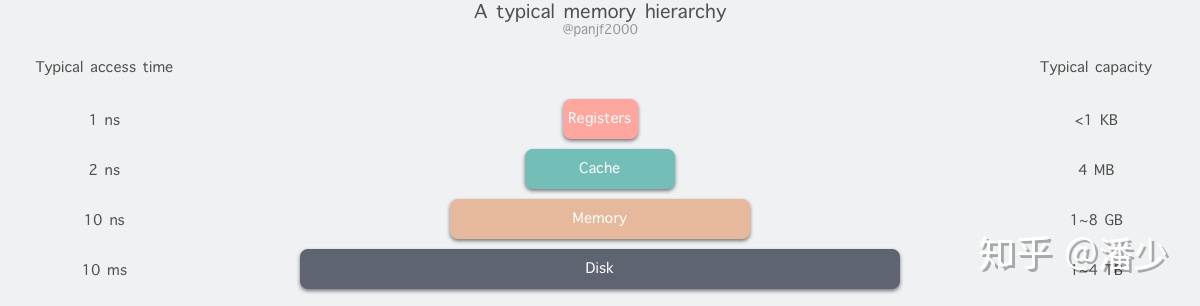 A typical memory hierarchy
@panjf2000
Typical access time
Typical capacity
1 ns
Registers
<1 KB
2 ns
Cache
4 MB
10 ns
Memory
1~8 GB
10 ms
Disk
1~4 TB
知乎 @潘少